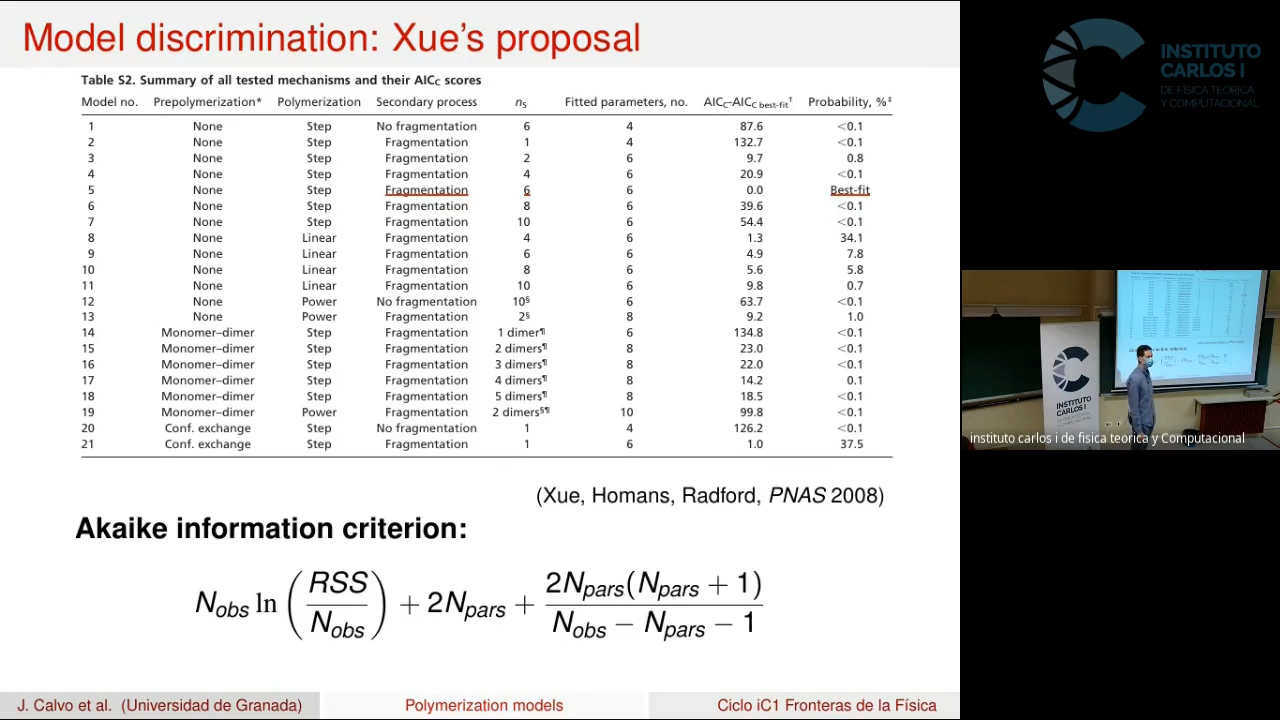 Model discrimination: Xue's proposal
Table S2. Summary of all tested mechanisms and their AICC scores
Model no. Prepolymerization* Polymerization Secondary process nS Fitted parameters, no. AICC–AICC best-fit† Probability, %‡
1 None Step No fragmentation 6 4 87.6 <0.1
2 None Step Fragmentation 1 4 132.7 <0.1
3 None Step Fragmentation 2 6 9.7 0.8
4 None Step Fragmentation 4 6 20.9 <0.1
5 None Step Fragmentation 6 6 0.0 Best-fit
6 None Step Fragmentation 8 6 39.6 <0.1
7 None Step Fragmentation 10 6 54.4 <0.1
8 None Linear Fragmentation 4 6 1.3 34.1
9 None Linear Fragmentation 6 6 4.9 7.8
10 None Linear Fragmentation 8 6 5.6 5.8
11 None Linear Fragmentation 10 6 9.8 0.7
12 None Power No fragmentation 10§ 6 63.7 <0.1
13 None Power Fragmentation 2§ 8 9.2 1.0
14 Monomer–dimer Step Fragmentation 1 dimer¶ 6 134.8 <0.1
15 Monomer–dimer Step Fragmentation 2 dimers¶ 8 23.0 <0.1
16 Monomer–dimer Step Fragmentation 3 dimers¶ 8 22.0 <0.1
17 Monomer–dimer Step Fragmentation 4 dimers¶ 8 14.2 0.1
18 Monomer–dimer Step Fragmentation 5 dimers¶ 8 18.5 <0.1
19 Monomer–dimer Power Fragmentation 2 dimers§¶ 10 99.8 <0.1
20 Conf. exchange Step No fragmentation 1 4 126.2 <0.1
21 Conf. exchange Step Fragmentation 1 6 1.0 37.5
(Xue, Homans, Radford, PNAS 2008)
Akaike information criterion:
Nobs ln (RSS/Nobs) + 2Npars + 2Npars(Npars + 1)/(Nobs − Npars − 1)
J. Calvo et al. (Universidad de Granada) Polymerization models Ciclo iC1 Fronteras de la Física
INSTITUTO
CARLOS I
DE FÍSICA TEÓRICA
Y COMPUTACIONAL
INSTITUTO
CARLOS I
instituto carlos i de fisica teorica y Computacional